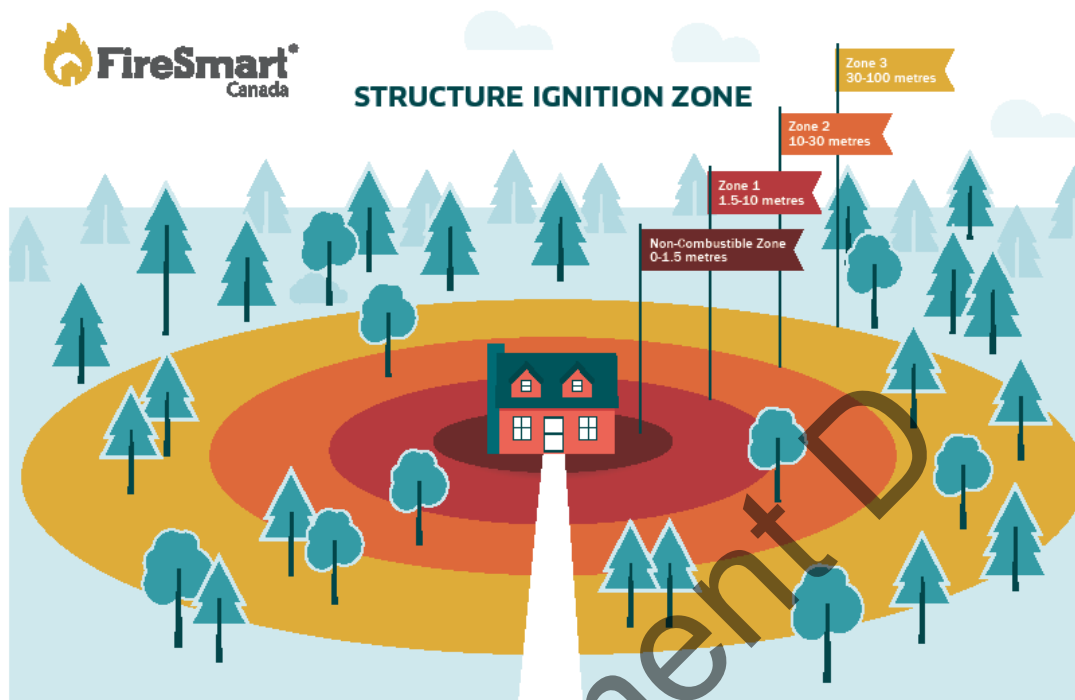 FireSmart®
Canada
STRUCTURE IGNITION ZONE
Zone 3
30-100 metres
Zone 2
10-30 metres
Zone 1
1.5-10 metres
Non-Combustible Zone
0-1.5 metres
D